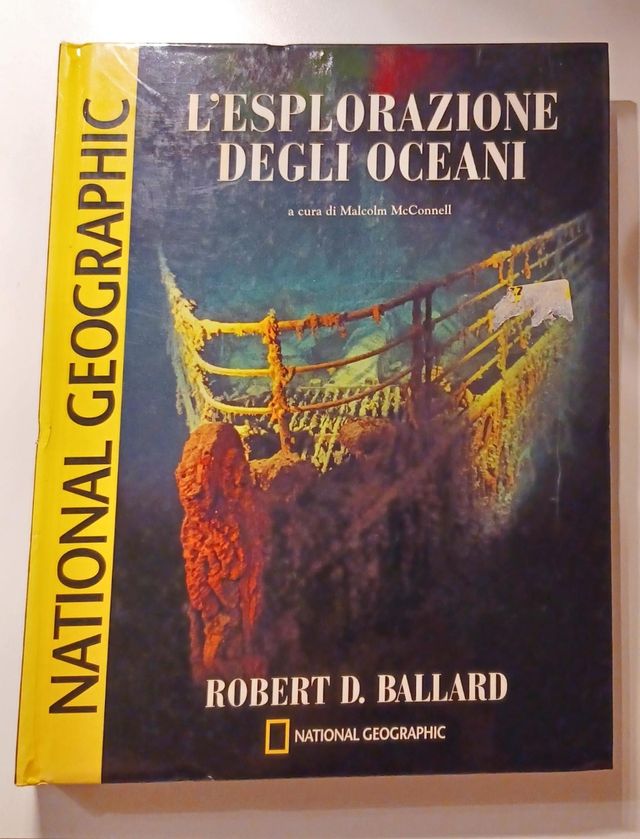 NATIONAL GEOGRAPHIC
L'ESPLORAZIONE
DEGLI OCEANI
a cura di Malcolm McConnell
ROBERT D. BALLARD
NATIONAL GEOGRAPHIC